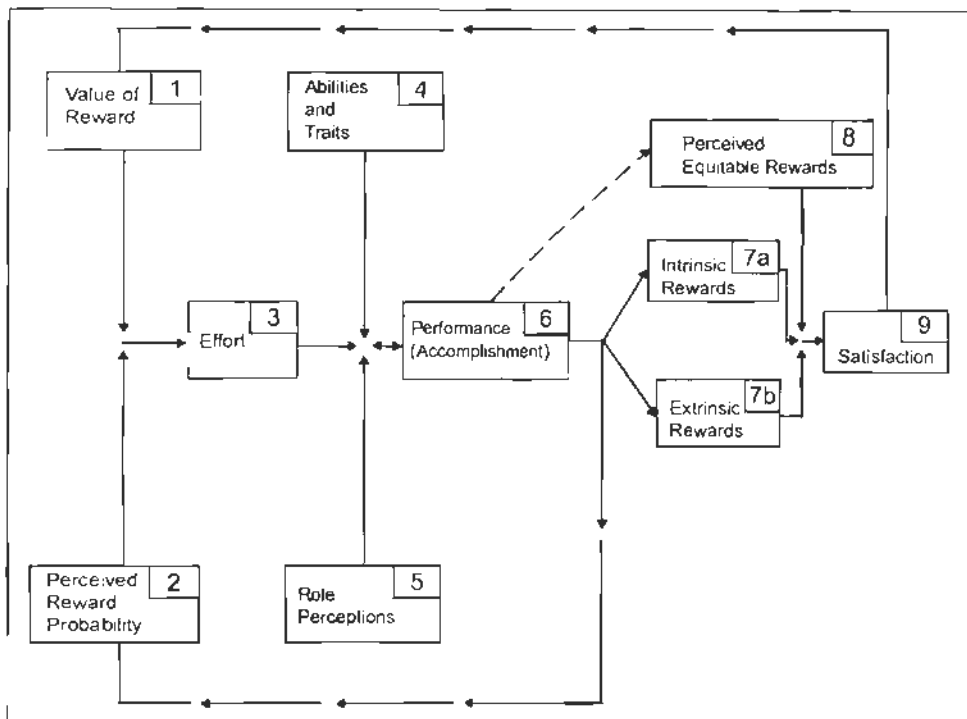 1
Value of
Reward
4
Abilities
and
Traits
8
Perceived
Equitable Rewards
7a
Intrinsic
Rewards
3
Effort
6
Performance
(Accomplishment)
9
Satisfaction
7b
Extrinsic
Rewards
2
Perceived
Reward
Probability
5
Role
Perceptions